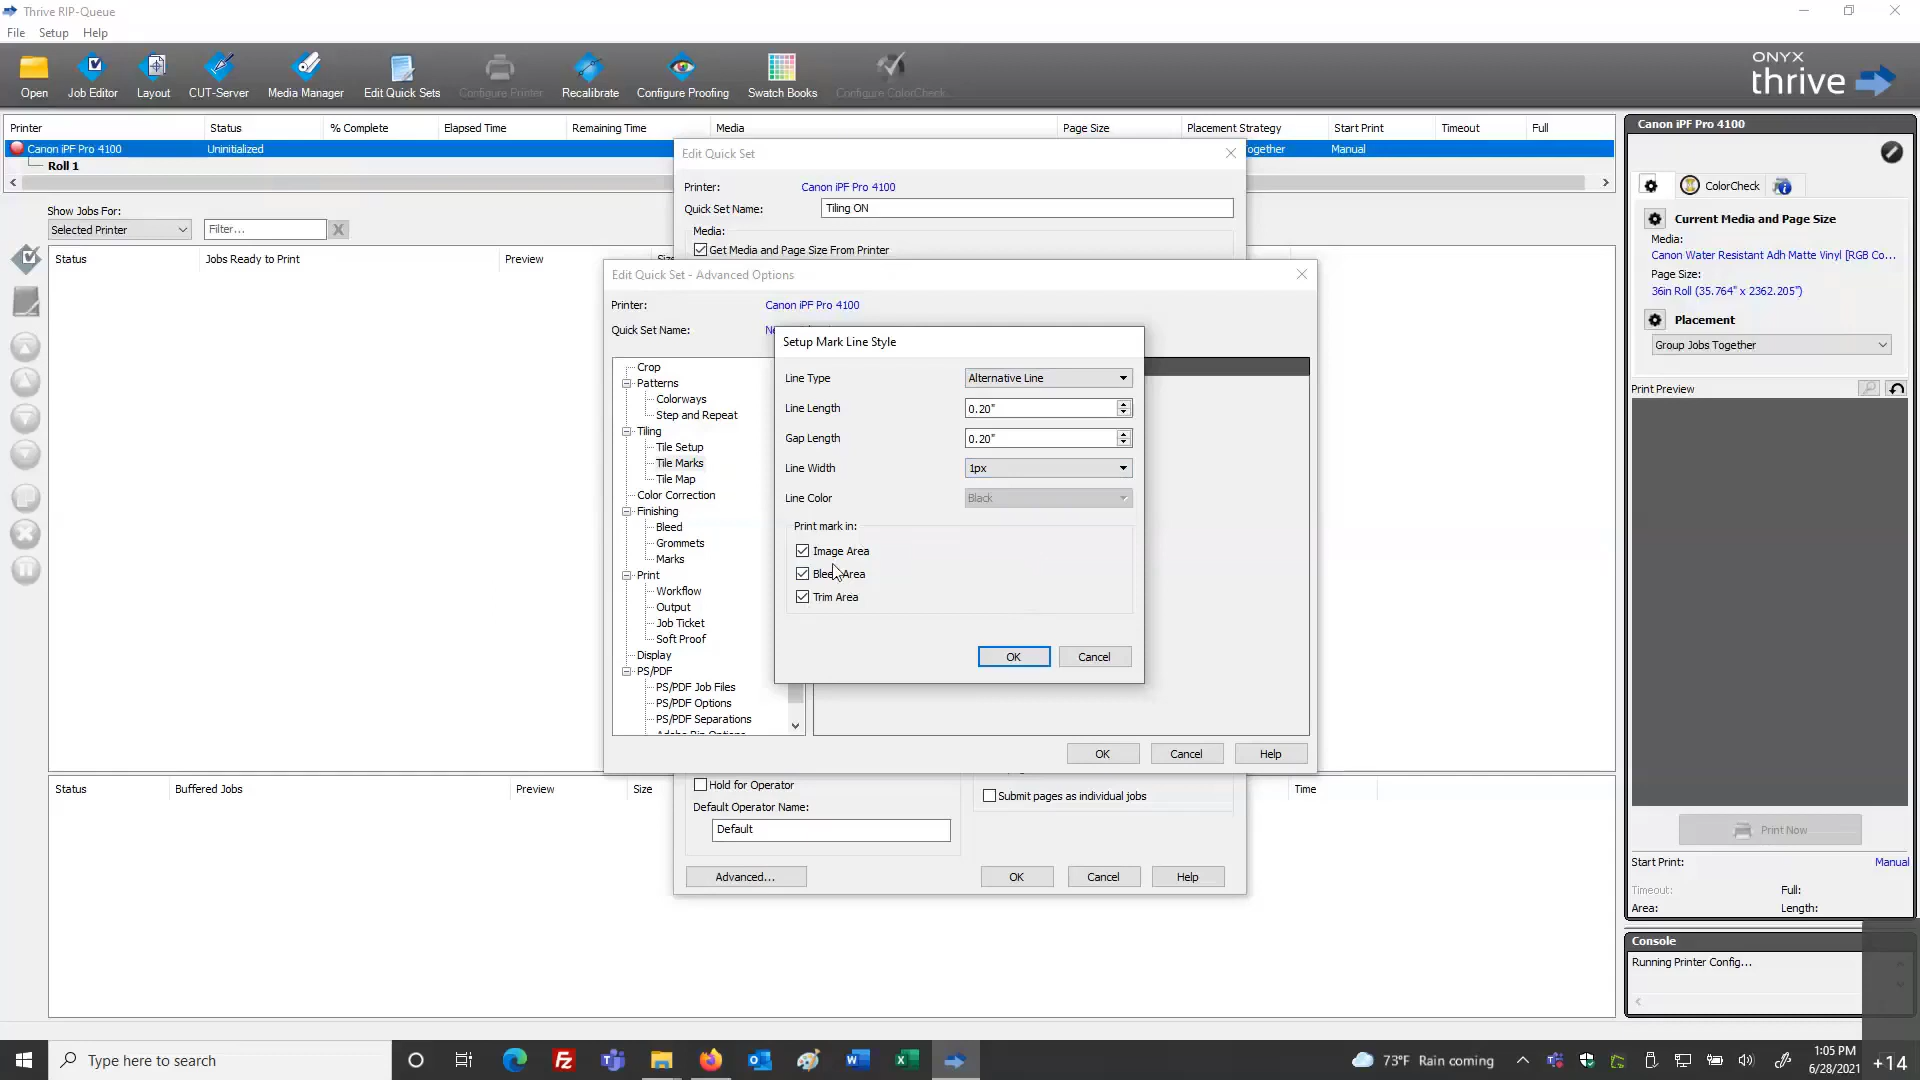 Thrive RIP-Queue
File Setup Help
Open Job Editor Layout CUT-Server Media Manager Edit Quick Sets Configure Printer Recalibrate Configure Proofing Swatch Books Configure ColorCheck...
ONYX
thrive
Printer Status % Complete Elapsed Time Remaining Time Media Page Size Placement Strategy Start Print Timeout Full
Canon iPF Pro 4100 Uninitialized ogether Manual
Roll 1
Show Jobs For:
Selected Printer Filter... X
Status Jobs Ready to Print Preview Size
Edit Quick Set
Printer: Canon iPF Pro 4100
Quick Set Name: Tiling ON
Media:
Get Media and Page Size From Printer
Edit Quick Set - Advanced Options
Printer: Canon iPF Pro 4100
Quick Set Name:
Crop
Patterns
Colorways
Step and Repeat
Tiling
Tile Setup
Tile Marks
Tile Map
Color Correction
Finishing
Bleed
Grommets
Marks
Print
Workflow
Output
Job Ticket
Soft Proof
Display
PS/PDF
PS/PDF Job Files
PS/PDF Options
PS/PDF Separations
Setup Mark Line Style
Line Type Alternative Line
Line Length 0.20"
Gap Length 0.20"
Line Width 1px
Line Color Black
Print mark in:
Image Area
Bleed Area
Trim Area
OK Cancel
OK Cancel Help
Hold for Operator
Submit pages as individual jobs
Default Operator Name:
Default
Advanced... OK Cancel Help
Status Buffered Jobs Preview Size Time
Canon iPF Pro 4100
ColorCheck
Current Media and Page Size
Media:
Canon Water Resistant Adh Matte Vinyl [RGB Co...
Page Size:
36in Roll (35.764" x 2362.205")
Placement
Group Jobs Together
Print Preview
Print Now
Start Print: Manual
Timeout: Full:
Area: Length:
Console
Running Printer Config...
Type here to search
73°F Rain coming
1:05 PM
6/28/2021
+14